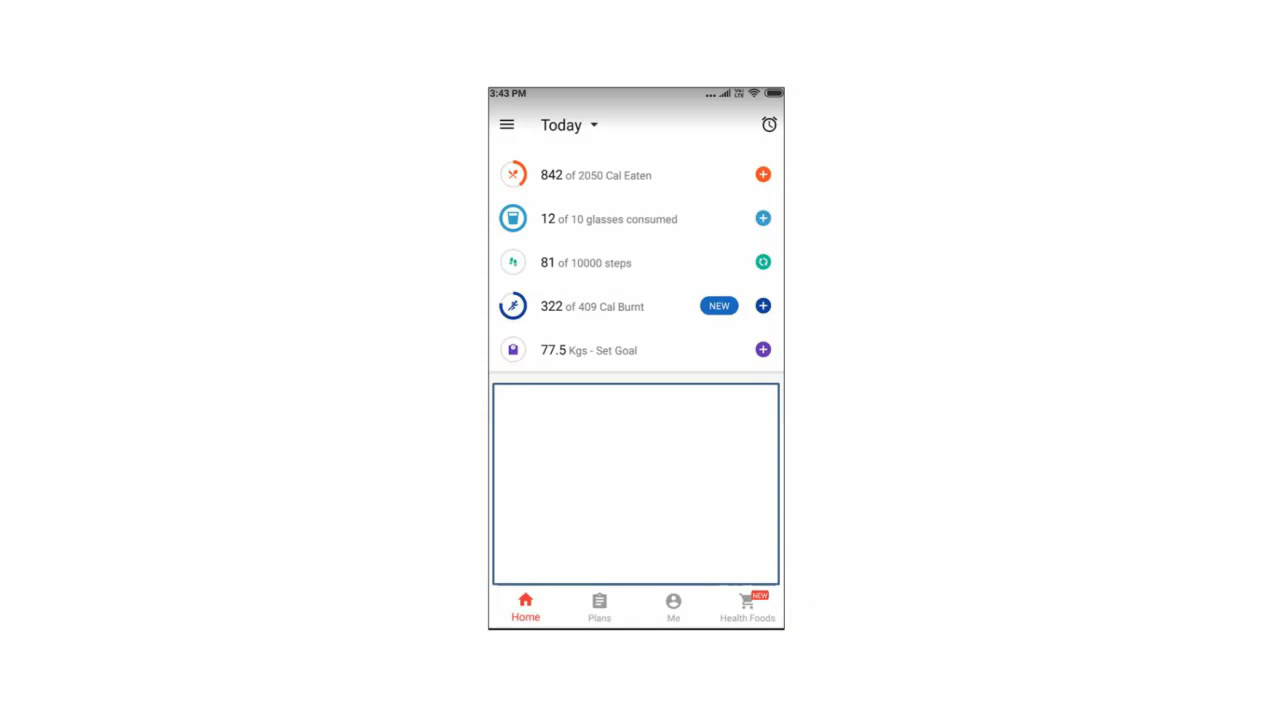 3:43 PM
Today
842 of 2050 Cal Eaten
12 of 10 glasses consumed
81 of 10000 steps
322 of 409 Cal Burnt NEW
77.5 Kgs - Set Goal
NEW
Home Plans Me Health Foods